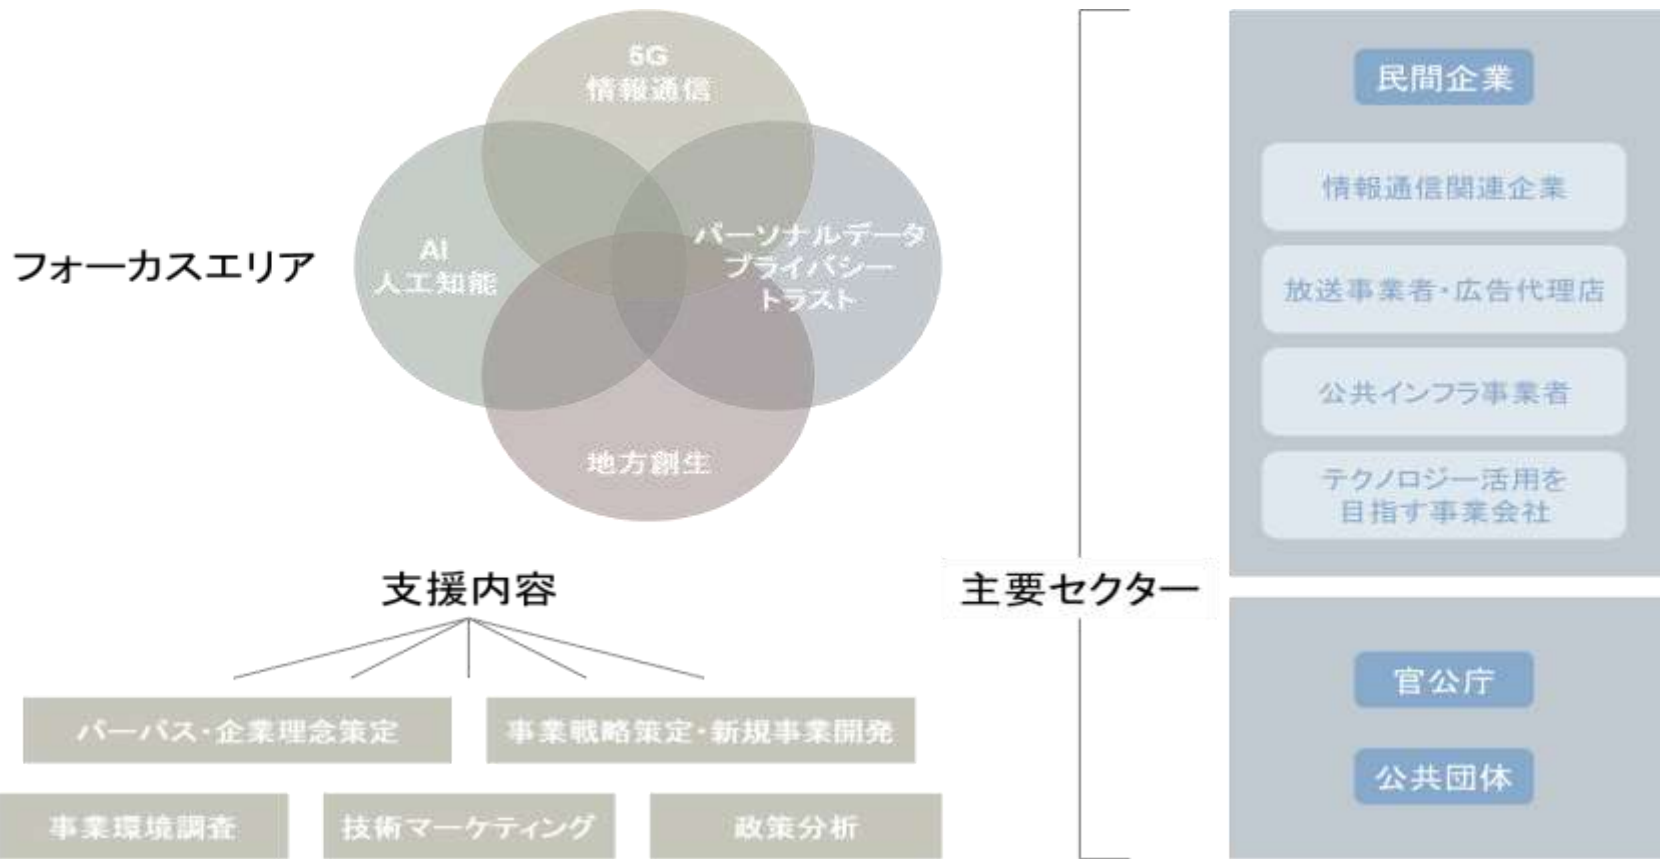 フォーカスエリア
5G
情報通信
AI
人工知能
パーソナルデータ
プライバシー
トラスト
地方創生
支援内容
パーパス・企業理念策定
事業戦略策定・新規事業開発
事業環境調査
技術マーケティング
政策分析
主要セクター
民間企業
情報通信関連企業
放送事業者・広告代理店
公共インフラ事業者
テクノロジー活用を
目指す事業会社
官公庁
公共団体